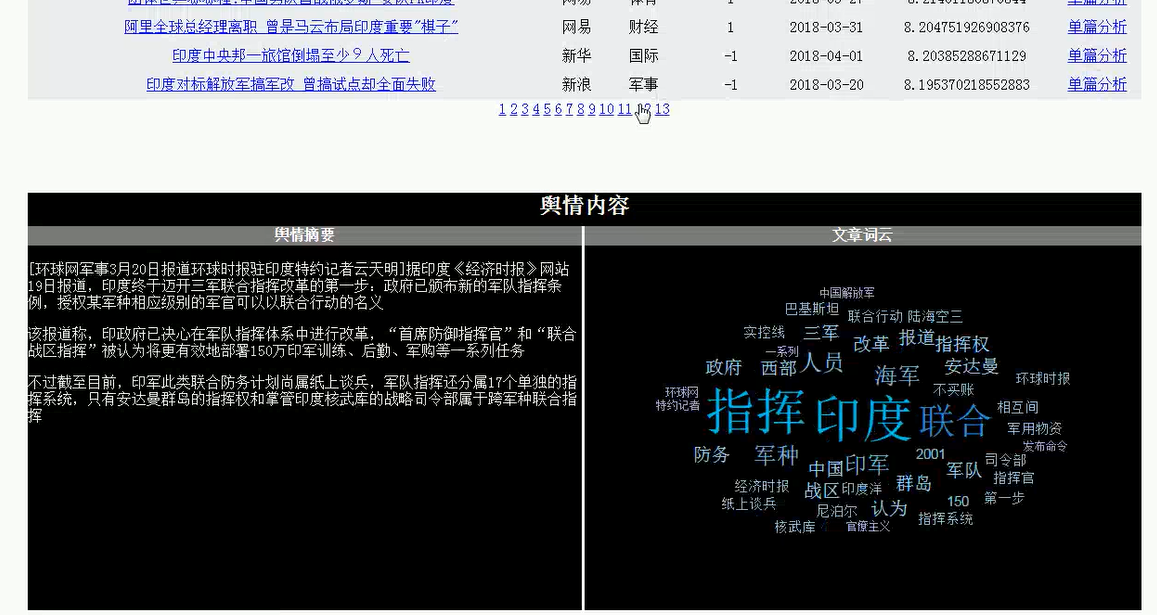 阿里全球总经理离职 曾是马云布局印度重要"棋子" 网易 财经 1 2018-03-31 8.204751926908376 单篇分析
印度中央邦一旅馆倒塌至少９人死亡 新华 国际 -1 2018-04-01 8.20385288671129 单篇分析
印度对标解放军搞军改 曾搞试点却全面失败 新浪 军事 -1 2018-03-20 8.195370218552883 单篇分析
1 2 3 4 5 6 7 8 9 10 11 13
舆情内容
舆情摘要
文章词云
[环球网军事3月20日报道环球时报驻印度特约记者云天明]据印度《经济时报》网站
19日报道，印度终于迈开三军联合指挥改革的第一步：政府已颁布新的军队指挥条
例，授权某军种相应级别的军官可以以联合行动的名义
该报道称，印政府已决心在军队指挥体系中进行改革，“首席防御指挥官”和“联合
战区指挥”被认为将更有效地部署150万印军训练、后勤、军购等一系列任务
不过截至目前，印军此类联合防务计划尚属纸上谈兵，军队指挥还分属17个单独的指
挥系统，只有安达曼群岛的指挥权和掌管印度核武库的战略司令部属于跨军种联合指
挥
中国解放军
巴基斯坦 联合行动 陆海空三
实控线 三军 改革 报道 指挥权
一系列
政府 西部 人员 海军 安达曼
环球时报
环球网 不买账
特约记者 指挥 印度 联合 相互间
军用物资
发布命令
防务 军种 中国 印军 2001 军队 司令部
经济时报 战区 印度洋 群岛 指挥官
纸上谈兵 尼泊尔 认为 150 第一步
核武库 官僚主义 指挥系统